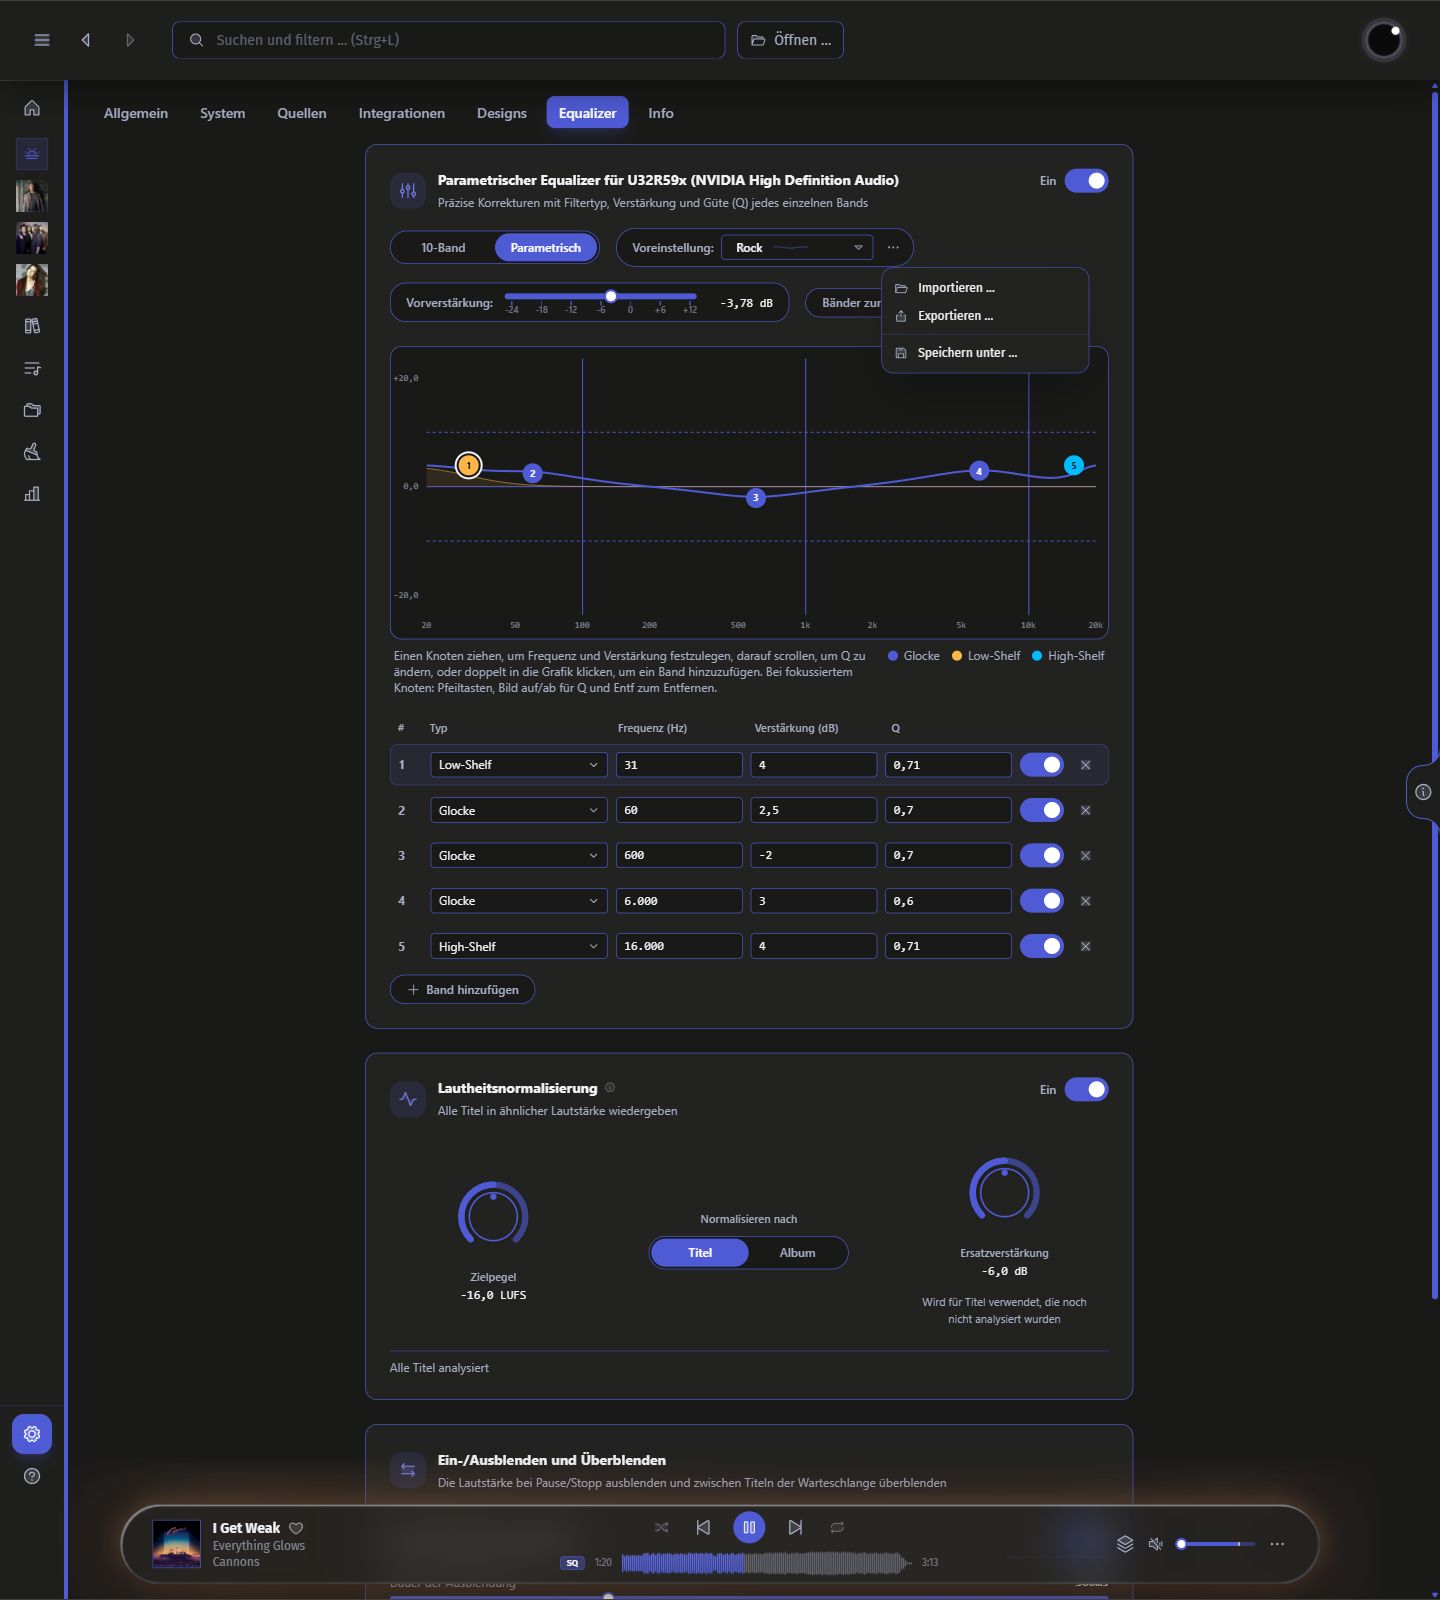 Suchen und filtern ... (Strg+L)
Öffnen ...
Allgemein
System
Quellen
Integrationen
Designs
Equalizer
Info
Parametrischer Equalizer für U32R59x (NVIDIA High Definition Audio)
Präzise Korrekturen mit Filtertyp, Verstärkung und Güte (Q) jedes einzelnen Bands
Ein
10-Band
Parametrisch
Voreinstellung:
Rock
Vorverstärkung:
-24 -18 -12 -6 0 +6 +12
-3,78 dB
Bänder zur
Importieren ...
Exportieren ...
Speichern unter ...
+20,0
0,0
-20,0
1
2
3
4
5
20 50 100 200 500 1k 2k 5k 10k 20k
Einen Knoten ziehen, um Frequenz und Verstärkung festzulegen, darauf scrollen, um Q zu
ändern, oder doppelt in die Grafik klicken, um ein Band hinzuzufügen. Bei fokussiertem
Knoten: Pfeiltasten, Bild auf/ab für Q und Entf zum Entfernen.
Glocke
Low-Shelf
High-Shelf
# Typ Frequenz (Hz) Verstärkung (dB) Q
1 Low-Shelf 31 4 0,71
2 Glocke 60 2,5 0,7
3 Glocke 600 -2 0,7
4 Glocke 6.000 3 0,6
5 High-Shelf 16.000 4 0,71
Band hinzufügen
Lautheitsnormalisierung
Alle Titel in ähnlicher Lautstärke wiedergeben
Ein
Zielpegel
-16,0 LUFS
Normalisieren nach
Titel
Album
Ersatzverstärkung
-6,0 dB
Wird für Titel verwendet, die noch
nicht analysiert wurden
Alle Titel analysiert
Ein-/Ausblenden und Überblenden
Die Lautstärke bei Pause/Stopp ausblenden und zwischen Titeln der Warteschlange überblenden
I Get Weak
Everything Glows
Cannons
SQ
1:20
3:13
Dauer der Ausblendung